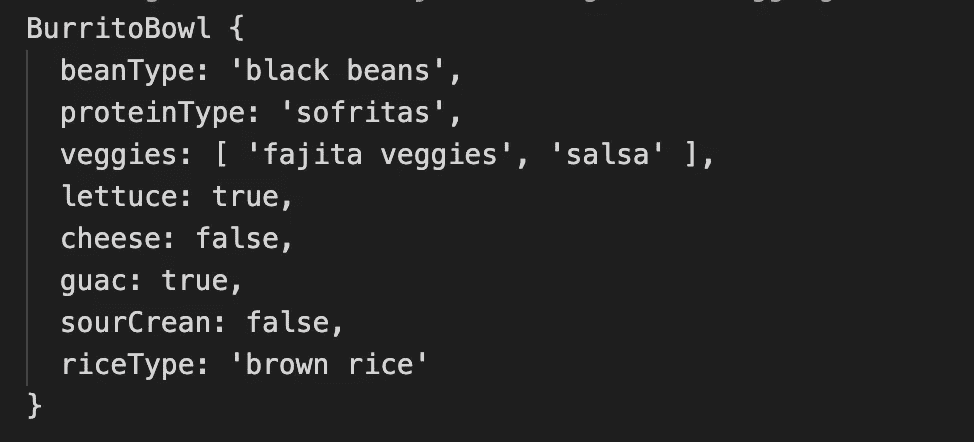 BurritoBowl {
  beanType: 'black beans',
  proteinType: 'sofritas',
  veggies: [ 'fajita veggies', 'salsa' ],
  lettuce: true,
  cheese: false,
  guac: true,
  sourCrean: false,
  riceType: 'brown rice'
}